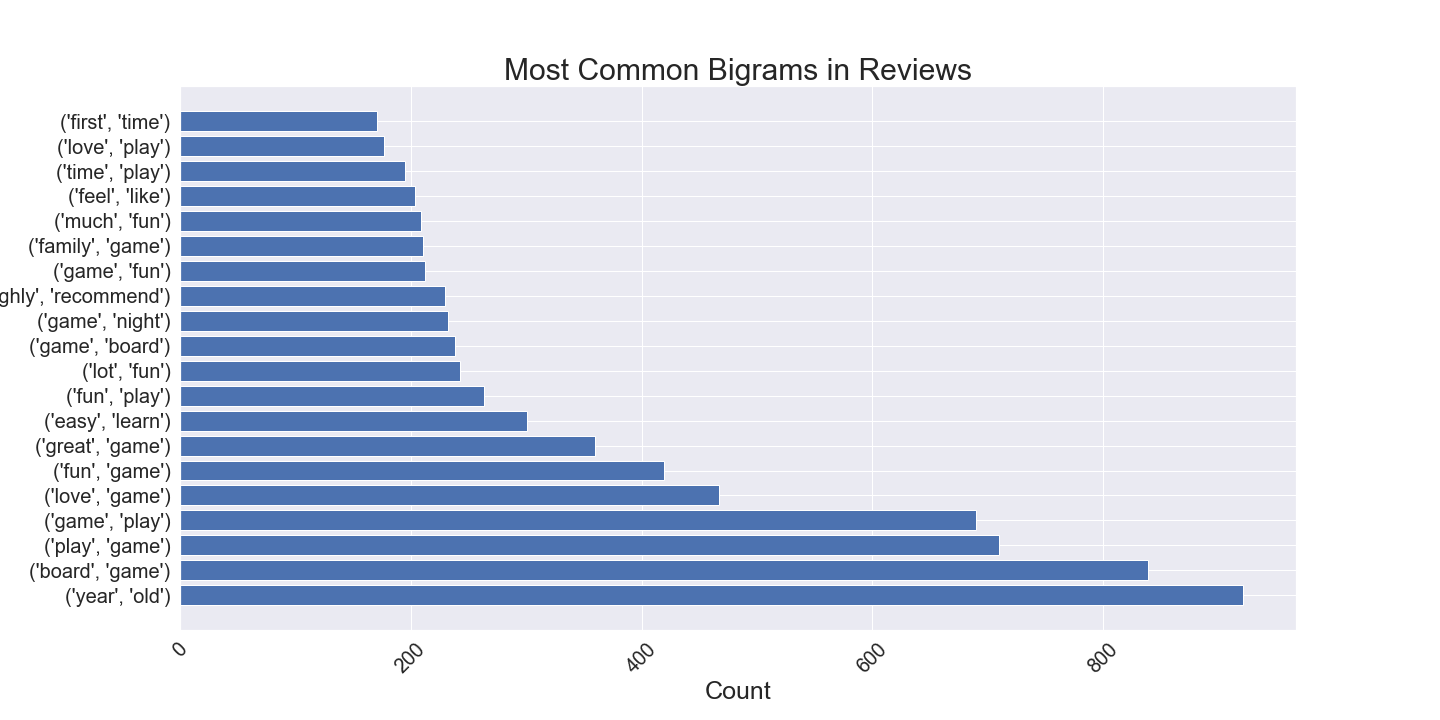 Most Common Bigrams in Reviews
('first', 'time')
('love', 'play')
('time', 'play')
('feel', 'like')
('much', 'fun')
('family', 'game')
('game', 'fun')
ghly', 'recommend')
('game', 'night')
('game', 'board')
('lot', 'fun')
('fun', 'play')
('easy', 'learn')
('great', 'game')
('fun', 'game')
('love', 'game')
('game', 'play')
('play', 'game')
('board', 'game')
('year', 'old')
0 200 400 600 800
Count